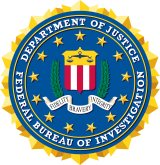 DEPARTMENT OF JUSTICE
FIDELITY BRAVERY INTEGRITY
FEDERAL BUREAU OF INVESTIGATION